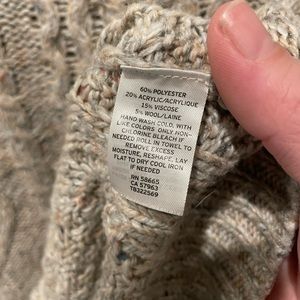 60% POLYESTER
20% ACRYLIC/ACRYLIQUE
15% VISCOSE
5% WOOL/LAINE
HAND WASH COLD, WITH
LIKE COLORS ONLY NON-
CHLORINE BLEACH IF
NEEDED ROLL IN TOWEL TO
REMOVE EXCESS
MOISTURE, RESHAPE, LAY
FLAT TO DRY COOL IRON
IF NEEDED
RN 58665
CA 57963
TB322569